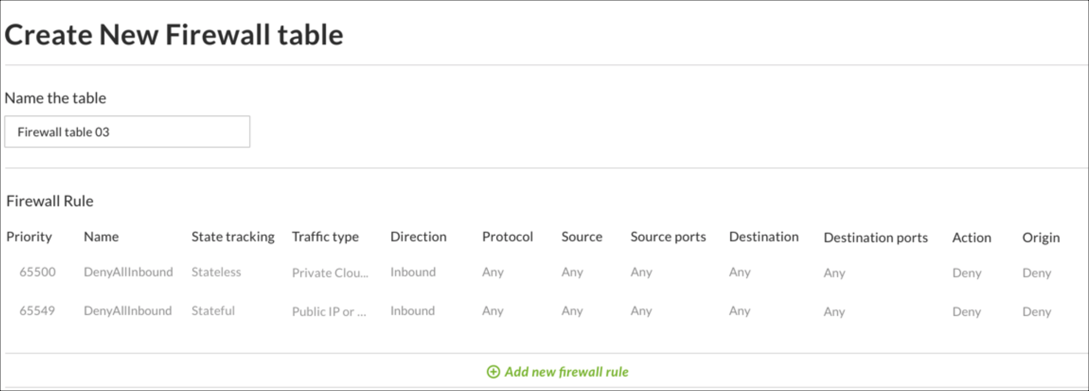 Create New Firewall table
Name the table
Firewall table 03
Firewall Rule
Priority Name State tracking Traffic type Direction Protocol Source Source ports Destination Destination ports Action Origin
65500 DenyAllInbound Stateless Private Clou... Inbound Any Any Any Any Any Deny Deny
65549 DenyAllInbound Stateful Public IP or ... Inbound Any Any Any Any Any Deny Deny
Add new firewall rule